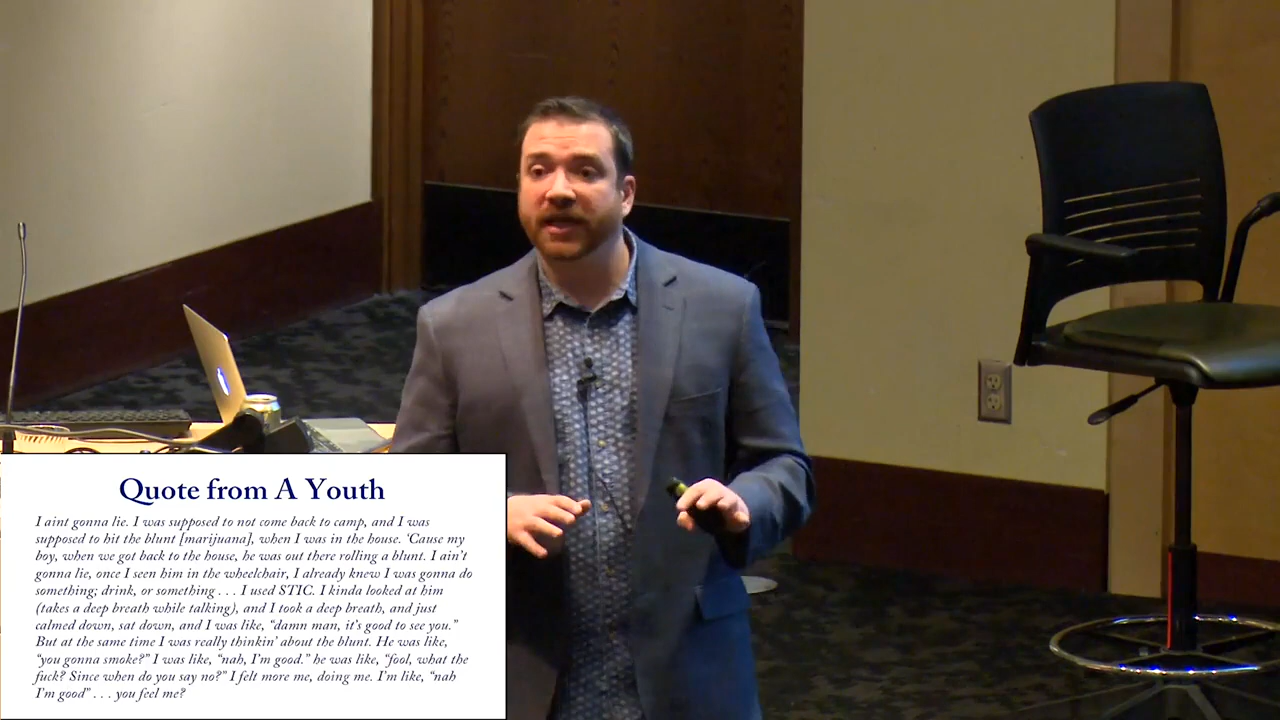 Quote from A Youth
I aint gonna lie. I was supposed to not come back to camp, and I was
supposed to hit the blunt [marijuana], when I was in the house. ‘Cause my
boy, when we got back to the house, he was out there rolling a blunt. I ain’t
gonna lie, once I seen him in the wheelchair, I already knew I was gonna do
something; drink, or something . . . I used STIC. I kinda looked at him
(takes a deep breath while talking), and I took a deep breath, and just
calmed down, sat down, and I was like, “damn man, it’s good to see you.”
But at the same time I was really thinkin’ about the blunt. He was like,
“you gonna smoke?” I was like, “nah, I’m good.” he was like, “fool, what the
fuck? Since when do you say no?” I felt more me, doing me. I’m like, “nah
I’m good” . . . you feel me?